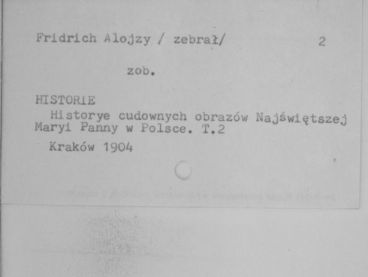 Fridrich Alojzy / zebrał/ 2
zob.
HISTORIE
Historye cudownych obrazów Najświętszej
Maryi Panny w Polsce. T.2
Kraków 1904